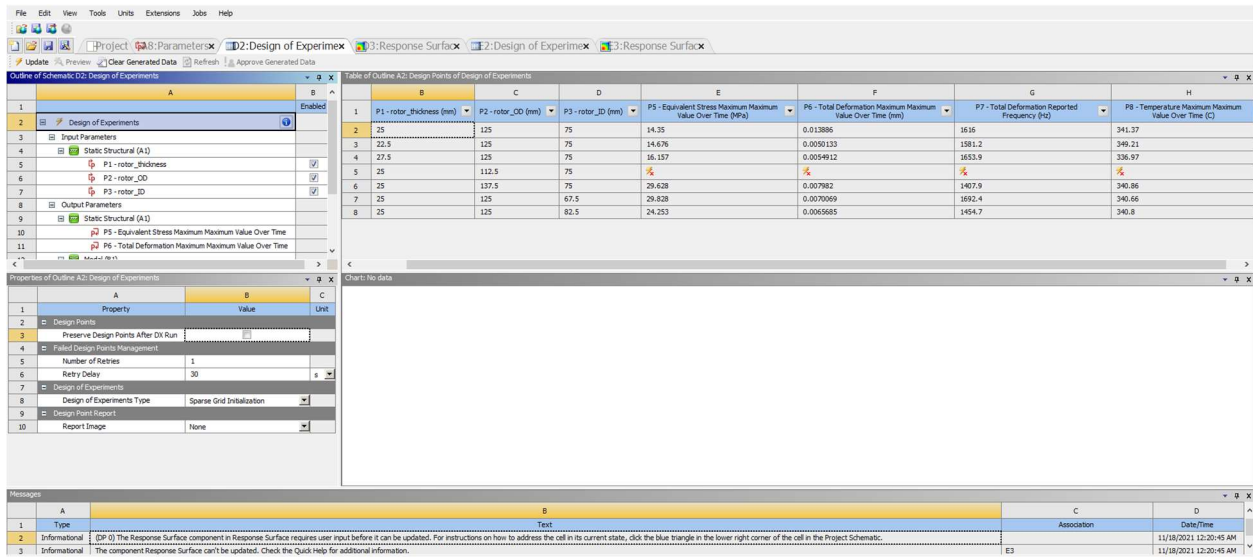 File Edit View Tools Units Extensions Jobs Help
Project A8:Parameters x D2:Design of Experimex D3:Response Surfacx E2:Design of Experimex E3:Response Surfacx
Update Preview Clear Generated Data Refresh Approve Generated Data
Outline of Schematic D2: Design of Experiments
A B
1 Enabled
2 Design of Experiments
3 Input Parameters
4 Static Structural (A1)
5 P1 - rotor_thickness
6 P2 - rotor_OD
7 P3 - rotor_ID
8 Output Parameters
9 Static Structural (A1)
10 P5 - Equivalent Stress Maximum Maximum Value Over Time
11 P6 - Total Deformation Maximum Maximum Value Over Time
12 Modal (B1)
Table of Outline A2: Design Points of Design of Experiments
B C D E F G H
1 P1 - rotor_thickness (mm) P2 - rotor_OD (mm) P3 - rotor_ID (mm) P5 - Equivalent Stress Maximum Maximum Value Over Time (MPa) P6 - Total Deformation Maximum Maximum Value Over Time (mm) P7 - Total Deformation Reported Frequency (Hz) P8 - Temperature Maximum Maximum Value Over Time (C)
2 25 125 75 14.35 0.013886 1616 341.37
3 22.5 125 75 14.676 0.0050133 1581.2 349.21
4 27.5 125 75 16.157 0.0054912 1653.9 336.97
5 25 112.5 75
6 25 137.5 75 29.628 0.007982 1407.9 340.86
7 25 125 67.5 29.828 0.0070069 1692.4 340.66
8 25 125 82.5 24.253 0.0065685 1454.7 340.8
Properties of Outline A2: Design of Experiments
A B C
1 Property Value Unit
2 Design Points
3 Preserve Design Points After DX Run
4 Failed Design Points Management
5 Number of Retries 1
6 Retry Delay 30 s
7 Design of Experiments
8 Design of Experiments Type Sparse Grid Initialization
9 Design Point Report
10 Report Image None
Chart: No data
Messages
A B C D
1 Type Text Association Date/Time
2 Informational (DP 0) The Response Surface component in Response Surface requires user input before it can be updated. For instructions on how to address the cell in its current state, click the blue triangle in the lower right corner of the cell in the Project Schematic. 11/18/2021 12:20:45 AM
3 Informational The component Response Surface can't be updated. Check the Quick Help for additional information. E3 11/18/2021 12:20:45 AM